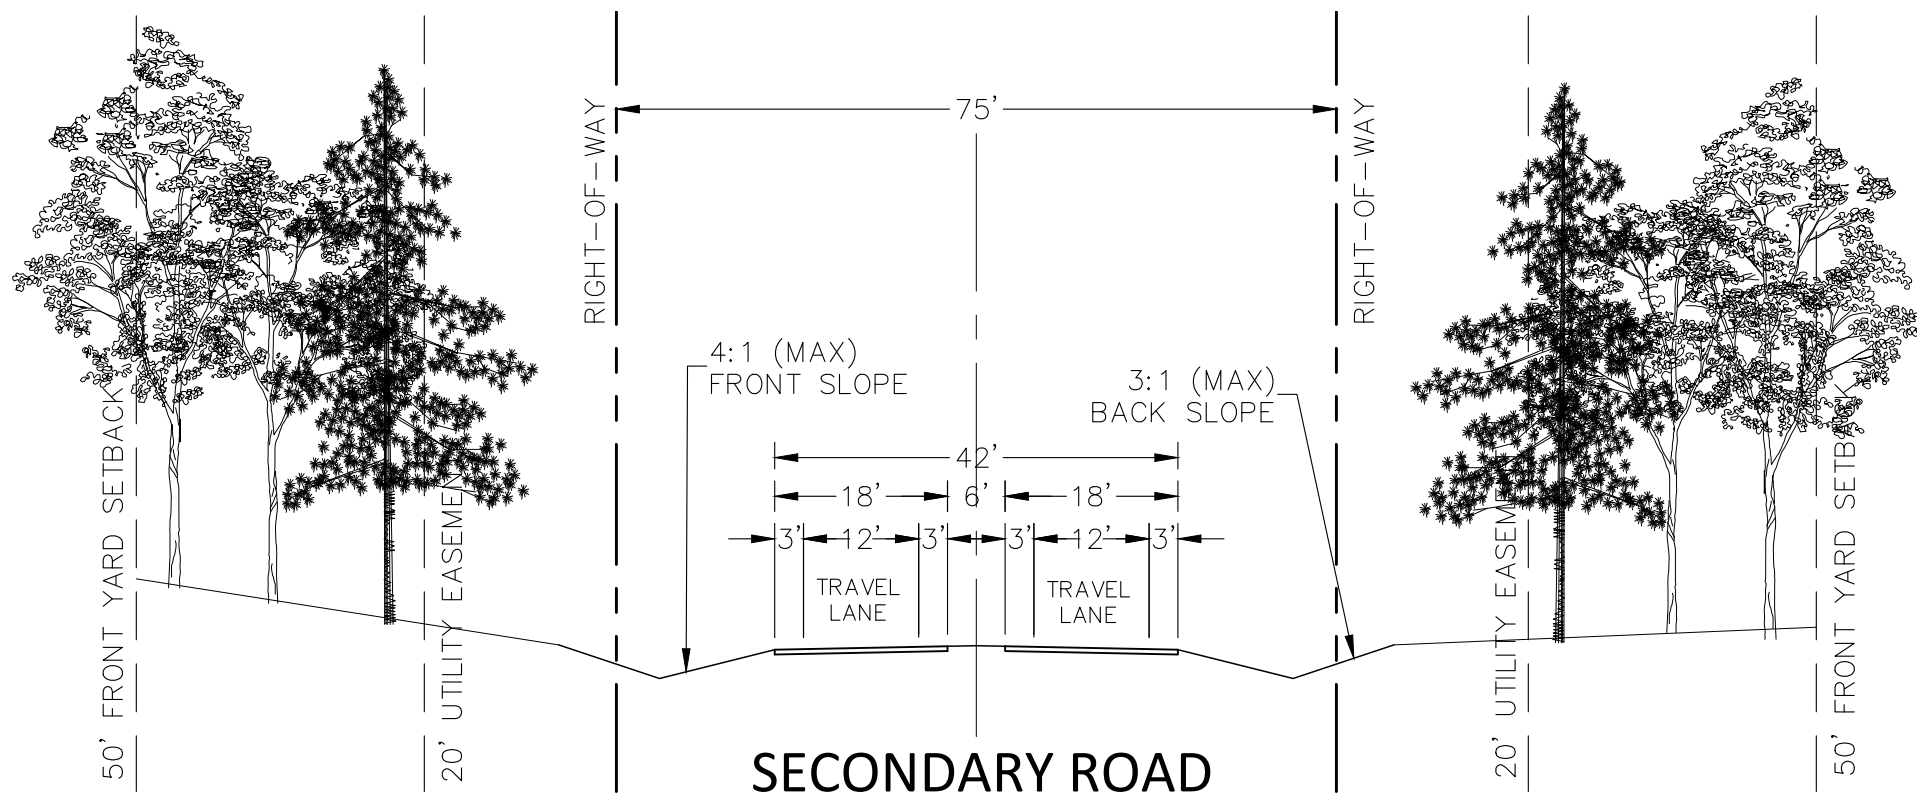 75'
RIGHT-OF-WAY
RIGHT-OF-WAY
4:1 (MAX)
FRONT SLOPE
3:1 (MAX)
BACK SLOPE
42'
18' 6' 18'
3' 12' 3' 3' 12' 3'
TRAVEL
LANE
TRAVEL
LANE
50' FRONT YARD SETBACK
20' UTILITY EASEMEN
20' UTILITY EASEME
50' FRONT YARD SETBACK
SECONDARY ROAD